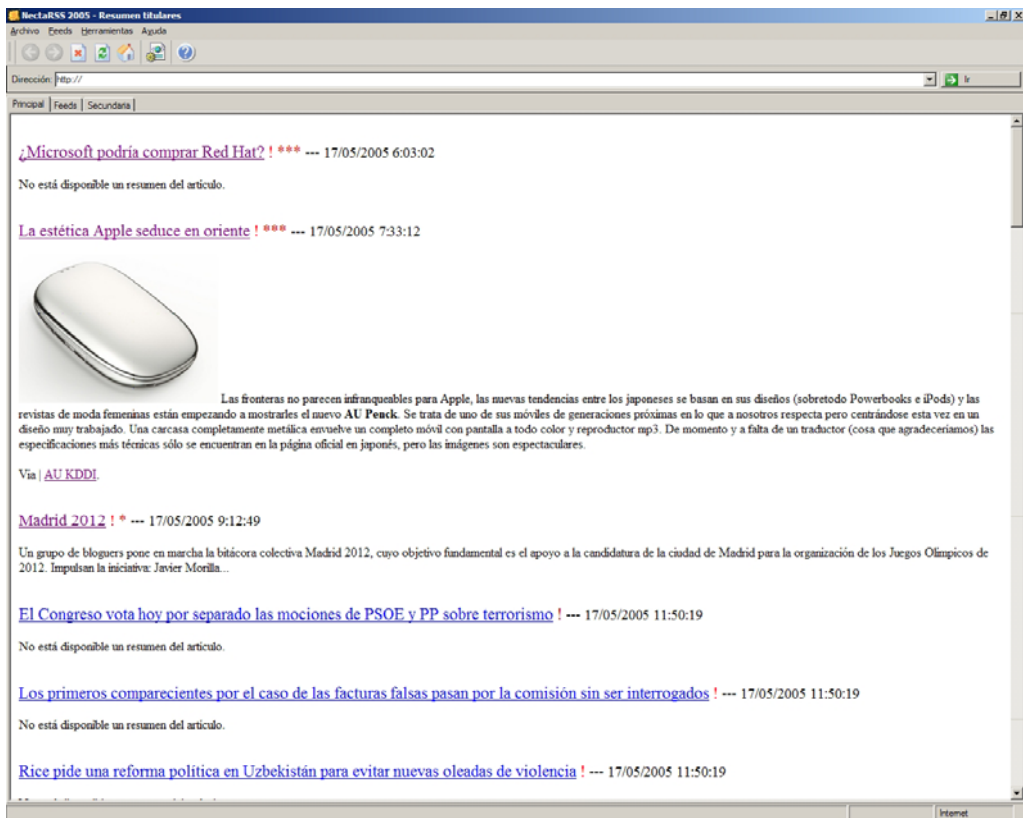 NectaRSS 2005 - Resumen titulares
Archivo Feeds Herramientas Ayuda
Dirección: http://
Ir
Principal Feeds Secundaria
¿Microsoft podría comprar Red Hat? ! *** --- 17/05/2005 6:03:02
No está disponible un resumen del artículo.
La estética Apple seduce en oriente ! *** --- 17/05/2005 7:33:12
Las fronteras no parecen infranqueables para Apple, las nuevas tendencias entre los japoneses se basan en sus diseños (sobretodo Powerbooks e iPods) y las
revistas de moda femeninas están empezando a mostrarles el nuevo AU Penck. Se trata de uno de sus móviles de generaciones próximas en lo que a nosotros respecta pero centrándose esta vez en un
diseño muy trabajado. Una carcasa completamente metálica envuelve un completo móvil con pantalla a todo color y reproductor mp3. De momento y a falta de un traductor (cosa que agradeceríamos) las
especificaciones más técnicas sólo se encuentran en la página oficial en japonés, pero las imágenes son espectaculares.
Via | AU KDDI.
Madrid 2012 ! * --- 17/05/2005 9:12:49
Un grupo de bloguers pone en marcha la bitácora colectiva Madrid 2012, cuyo objetivo fundamental es el apoyo a la candidatura de la ciudad de Madrid para la organización de los Juegos Olímpicos de
2012. Impulsan la iniciativa: Javier Morilla...
El Congreso vota hoy por separado las mociones de PSOE y PP sobre terrorismo ! --- 17/05/2005 11:50:19
No está disponible un resumen del artículo.
Los primeros comparecientes por el caso de las facturas falsas pasan por la comisión sin ser interrogados ! --- 17/05/2005 11:50:19
No está disponible un resumen del artículo.
Rice pide una reforma política en Uzbekistán para evitar nuevas oleadas de violencia ! --- 17/05/2005 11:50:19
Internet